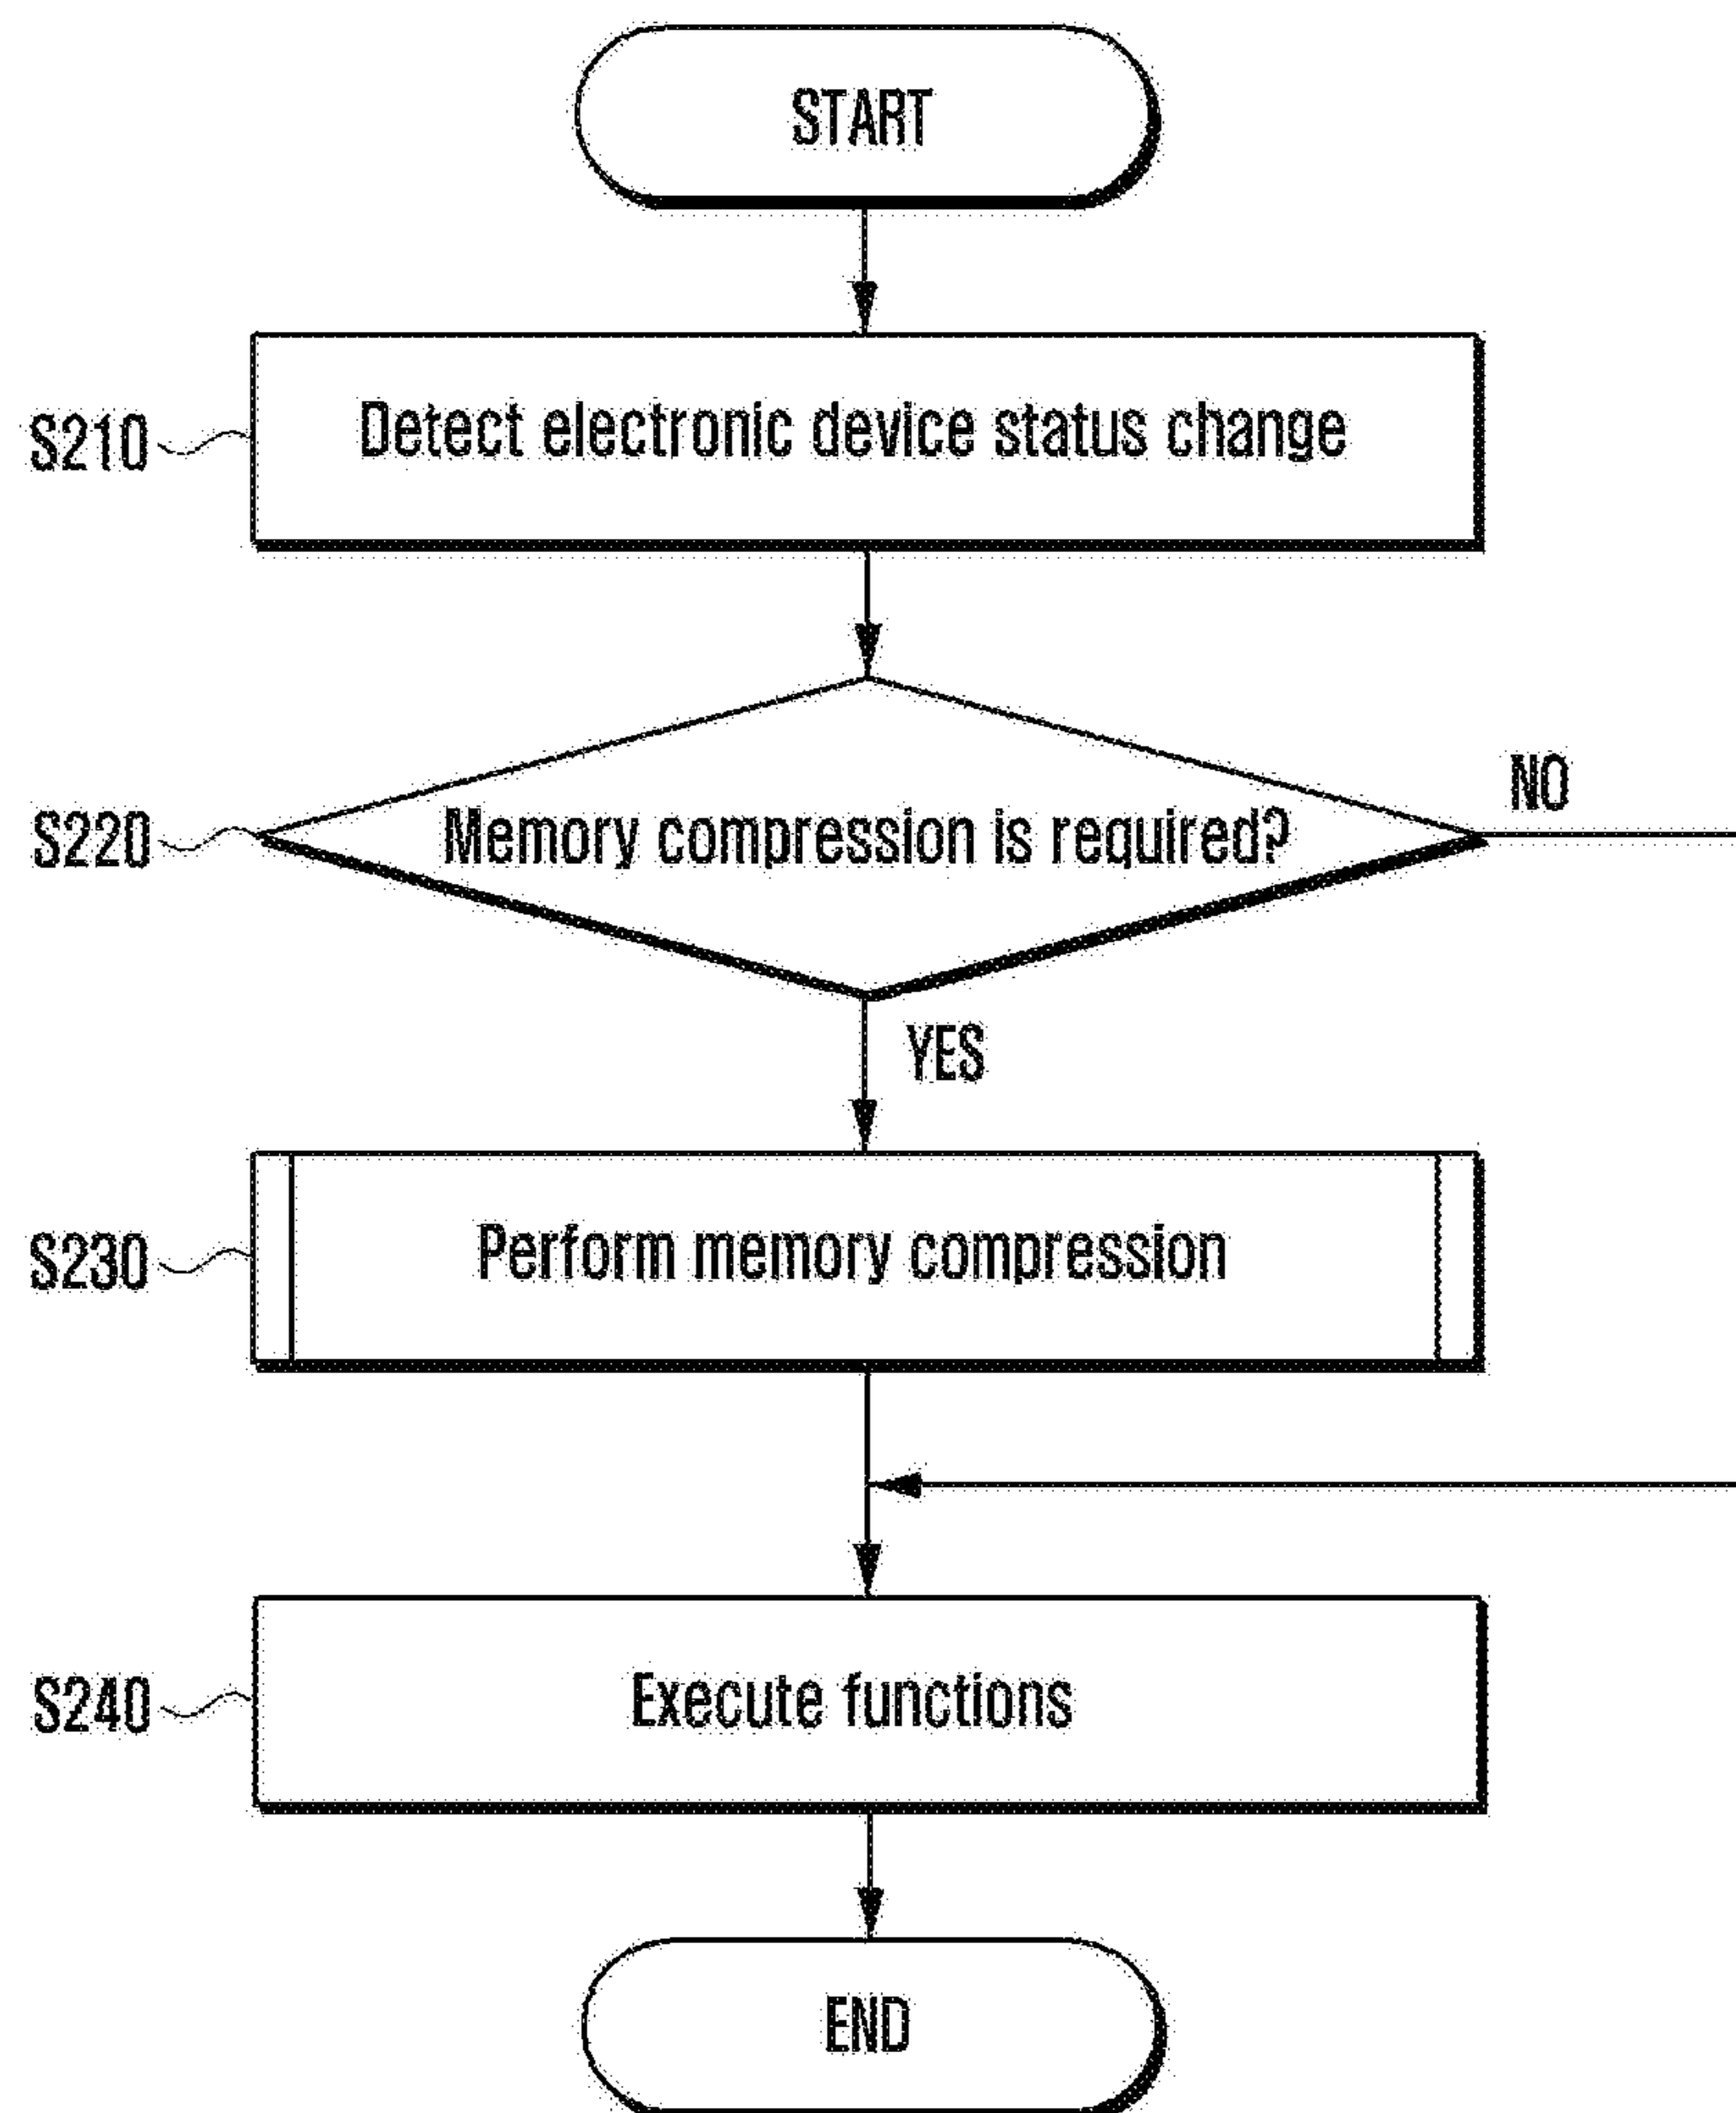 START
S210
Detect electronic device status change
S220
Memory compression is required?
NO
YES
S230
Perform memory compression
S240
Execute functions
END